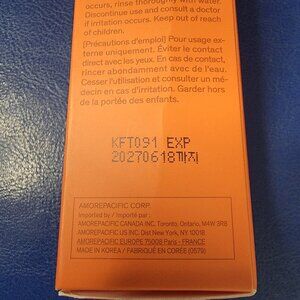 occurs, rinse thoroughly with water.
Discontinue use and consult a doctor
if irritation occurs. Keep out of reach
of children.
[Précautions d'emploi] Pour usage ex-
terne uniquement. Éviter le contact
direct avec les yeux. En cas de contact,
rincer abondamment avec de l'eau.
Cesser l'utilisation et consulter un mé-
decin en cas d'irritation. Garder hors
de la portée des enfants.
KFT091 EXP
20270618까지
AMOREPACIFIC CORP.
Imported by / Importé par :
AMOREPACIFIC CANADA INC. Toronto, Ontario, M4W 3R8
AMOREPACIFIC US INC. Dist New York, NY 10018
AMOREPACIFIC EUROPE 75008 Paris - FRANCE
MADE IN KOREA / FABRIQUÉ EN CORÉE (0579)